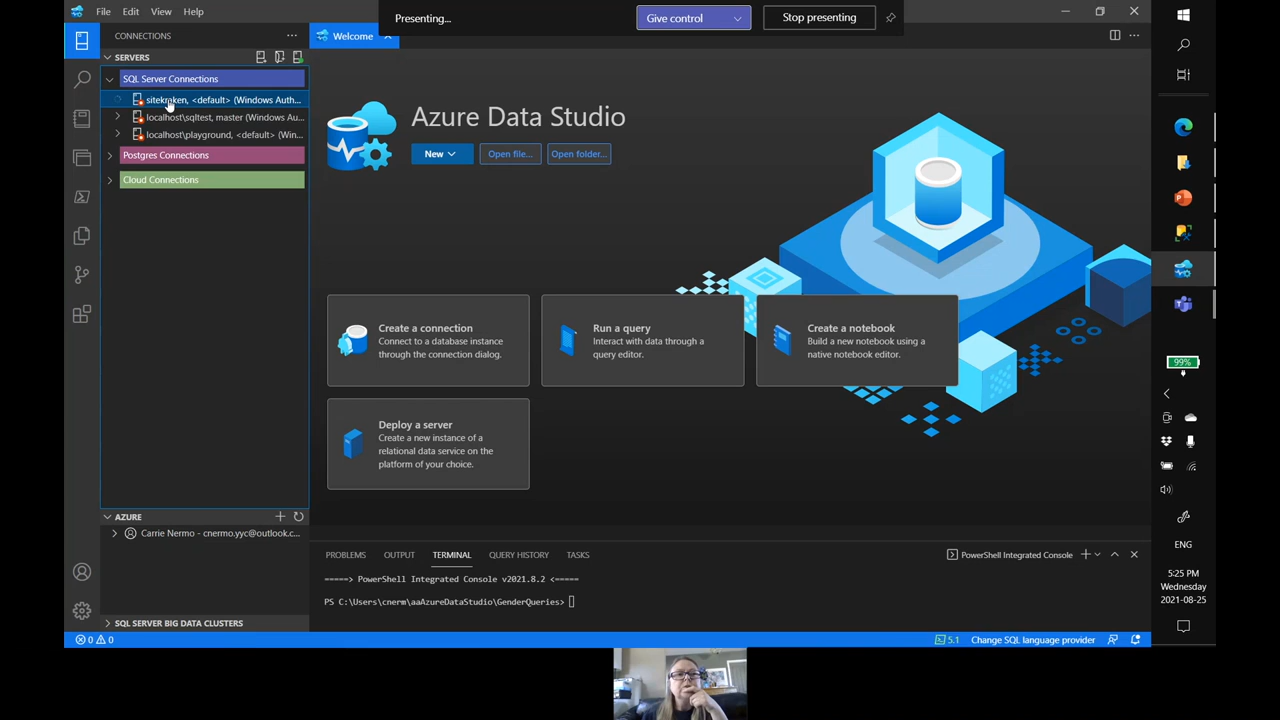 File Edit View Help
Presenting...
Give control
Stop presenting
CONNECTIONS
Welcome
SERVERS
SQL Server Connections
sitekraken, <default> (Windows Auth...
localhost\sqltest, master (Windows Au...
localhost\playground, <default> (Win...
Postgres Connections
Cloud Connections
Azure Data Studio
New
Open file...
Open folder...
Create a connection
Connect to a database instance
through the connection dialog.
Run a query
Interact with data through a
query editor.
Create a notebook
Build a new notebook using a
native notebook editor.
Deploy a server
Create a new instance of a
relational data service on the
platform of your choice.
AZURE
Carrie Nermo - cnermo.yyc@outlook.c...
SQL SERVER BIG DATA CLUSTERS
PROBLEMS OUTPUT TERMINAL QUERY HISTORY TASKS
PowerShell Integrated Console
=====> PowerShell Integrated Console v2021.8.2 <=====
PS C:\Users\cnerm\aaAzureDataStudio\GenderQueries>
0 0
5.1
Change SQL language provider
99%
ENG
5:25 PM
Wednesday
2021-08-25